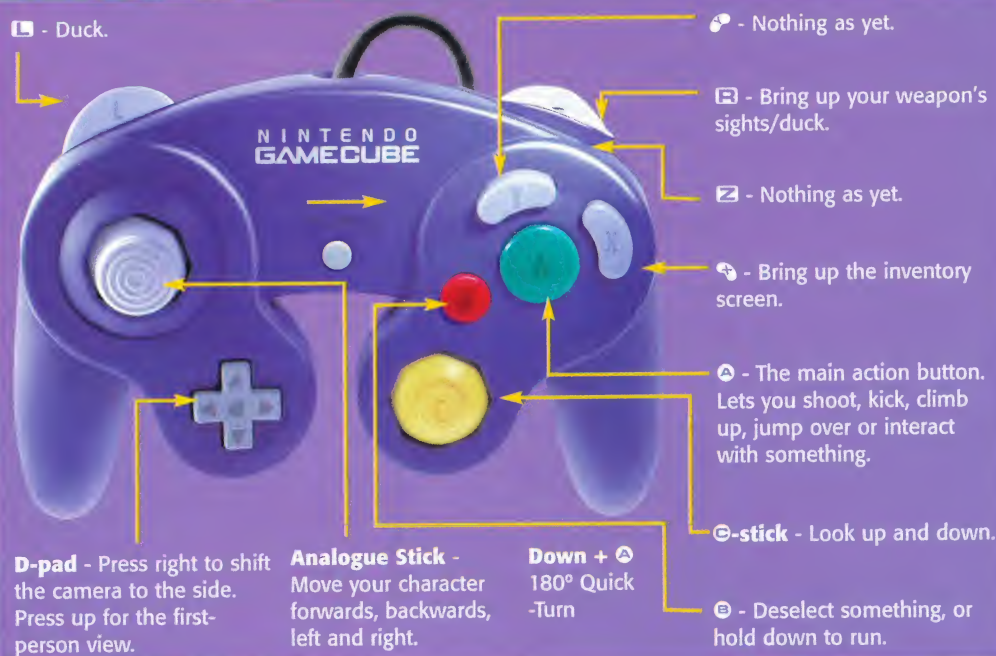 L - Duck.
L
NINTENDO
GAMECUBE
Y
X
A
Y - Nothing as yet.
R - Bring up your weapon's
sights/duck.
Z - Nothing as yet.
X - Bring up the inventory
screen.
A - The main action button.
Lets you shoot, kick, climb
up, jump over or interact
with something.
C-stick - Look up and down.
B - Deselect something, or
hold down to run.
D-pad - Press right to shift
the camera to the side.
Press up for the first-
person view.
Analogue Stick -
Move your character
forwards, backwards,
left and right.
Down + A
180º Quick
-Turn